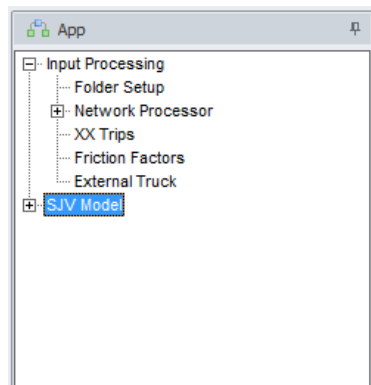 App
Input Processing
Folder Setup
Network Processor
XX Trips
Friction Factors
External Truck
SJV Model